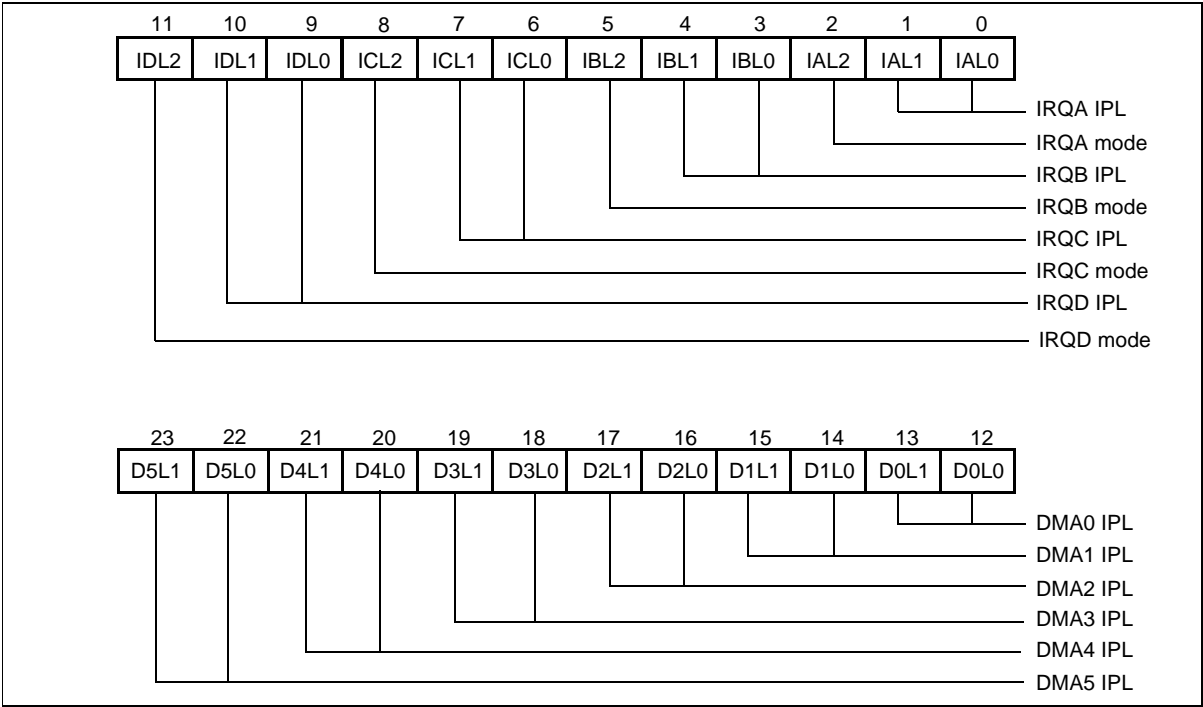 11 10 9 8 7 6 5 4 3 2 1 0
IDL2 IDL1 IDL0 ICL2 ICL1 ICL0 IBL2 IBL1 IBL0 IAL2 IAL1 IAL0
IRQA IPL
IRQA mode
IRQB IPL
IRQB mode
IRQC IPL
IRQC mode
IRQD IPL
IRQD mode
23 22 21 20 19 18 17 16 15 14 13 12
D5L1 D5L0 D4L1 D4L0 D3L1 D3L0 D2L1 D2L0 D1L1 D1L0 D0L1 D0L0
DMA0 IPL
DMA1 IPL
DMA2 IPL
DMA3 IPL
DMA4 IPL
DMA5 IPL